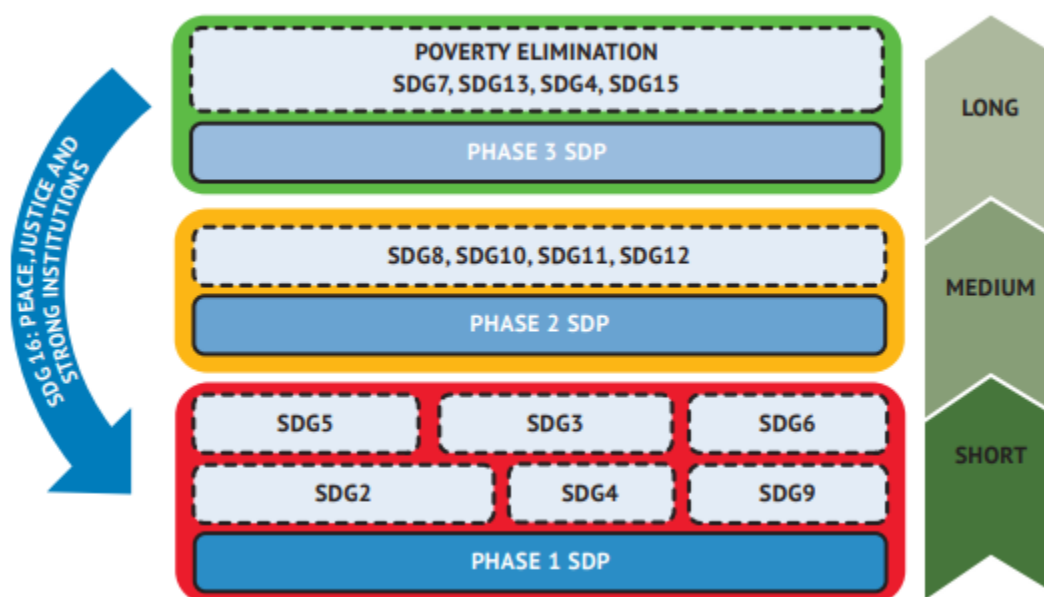 POVERTY ELIMINATION
SDG7, SDG13, SDG4, SDG15
PHASE 3 SDP
LONG
SDG 16: PEACE, JUSTICE AND
STRONG INSTITUTIONS
SDG8, SDG10, SDG11, SDG12
PHASE 2 SDP
MEDIUM
SDG5
SDG3
SDG6
SDG2
SDG4
SDG9
SHORT
PHASE 1 SDP